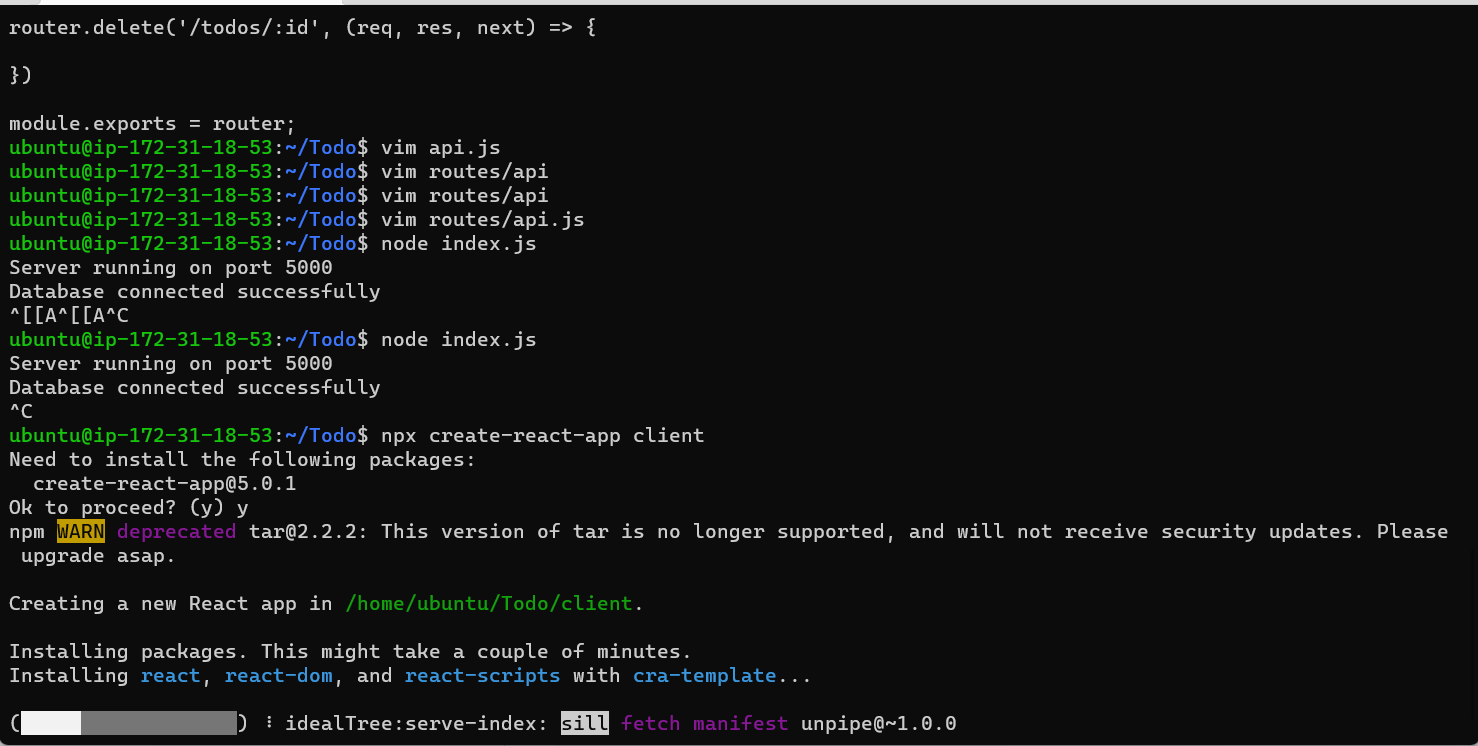 router.delete('/todos/:id', (req, res, next) => {
})
module.exports = router;
ubuntu@ip-172-31-18-53:~/Todo$ vim api.js
ubuntu@ip-172-31-18-53:~/Todo$ vim routes/api
ubuntu@ip-172-31-18-53:~/Todo$ vim routes/api
ubuntu@ip-172-31-18-53:~/Todo$ vim routes/api.js
ubuntu@ip-172-31-18-53:~/Todo$ node index.js
Server running on port 5000
Database connected successfully
^[[A^[[A^C
ubuntu@ip-172-31-18-53:~/Todo$ node index.js
Server running on port 5000
Database connected successfully
^C
ubuntu@ip-172-31-18-53:~/Todo$ npx create-react-app client
Need to install the following packages:
  create-react-app@5.0.1
Ok to proceed? (y) y
npm WARN deprecated tar@2.2.2: This version of tar is no longer supported, and will not receive security updates. Please
 upgrade asap.
Creating a new React app in /home/ubuntu/Todo/client.
Installing packages. This might take a couple of minutes.
Installing react, react-dom, and react-scripts with cra-template...
(                  ) ⠸ idealTree:serve-index: sill fetch manifest unpipe@~1.0.0